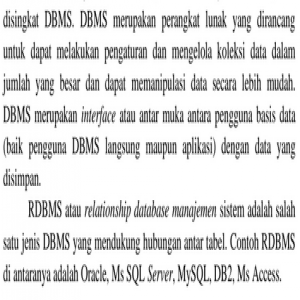 disingkat DBMS. DBMS merupakan perangkat lunak yang dirancang
untuk dapat melakukan pengaturan dan mengelola koleksi data dalam
jumlah yang besar dan dapat memanipulasi data secara lebih mudah.
DBMS merupakan interface atau antar muka antara pengguna basis data
(baik pengguna DBMS langsung maupun aplikasi) dengan data yang
disimpan.
RDBMS atau relationship database manajemen sistem adalah salah
satu jenis DBMS yang mendukung hubungan antar tabel. Contoh RDBMS
di antaranya adalah Oracle, Ms SQL Server, MySQL, DB2, Ms Access.